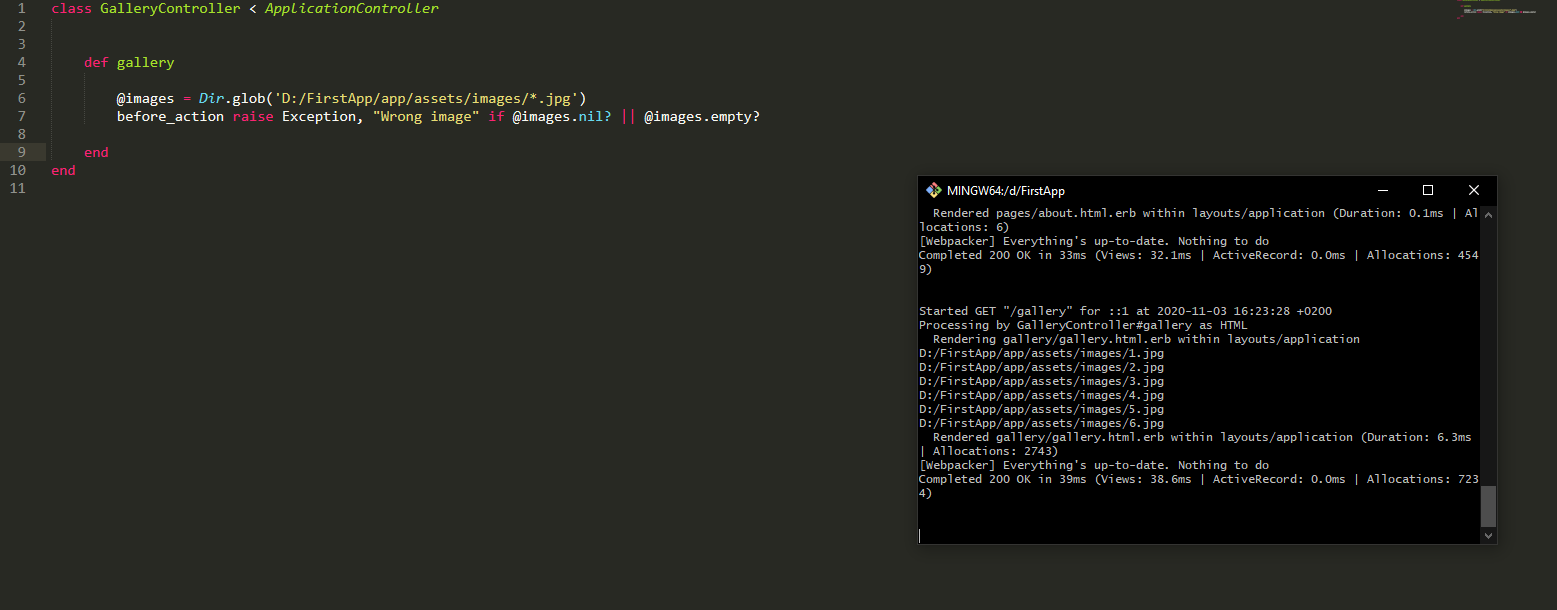 1 class GalleryController < ApplicationController
2
3
4 def gallery
5
6 @images = Dir.glob('D:/FirstApp/app/assets/images/*.jpg')
7 before_action raise Exception, "Wrong image" if @images.nil? || @images.empty?
8
9 end
10 end
11
MINGW64:/d/FirstApp
Rendered pages/about.html.erb within layouts/application (Duration: 0.1ms | Al
locations: 6)
[Webpacker] Everything's up-to-date. Nothing to do
Completed 200 OK in 33ms (Views: 32.1ms | ActiveRecord: 0.0ms | Allocations: 454
9)
Started GET "/gallery" for ::1 at 2020-11-03 16:23:28 +0200
Processing by GalleryController#gallery as HTML
Rendering gallery/gallery.html.erb within layouts/application
D:/FirstApp/app/assets/images/1.jpg
D:/FirstApp/app/assets/images/2.jpg
D:/FirstApp/app/assets/images/3.jpg
D:/FirstApp/app/assets/images/4.jpg
D:/FirstApp/app/assets/images/5.jpg
D:/FirstApp/app/assets/images/6.jpg
Rendered gallery/gallery.html.erb within layouts/application (Duration: 6.3ms
| Allocations: 2743)
[Webpacker] Everything's up-to-date. Nothing to do
Completed 200 OK in 39ms (Views: 38.6ms | ActiveRecord: 0.0ms | Allocations: 723
4)